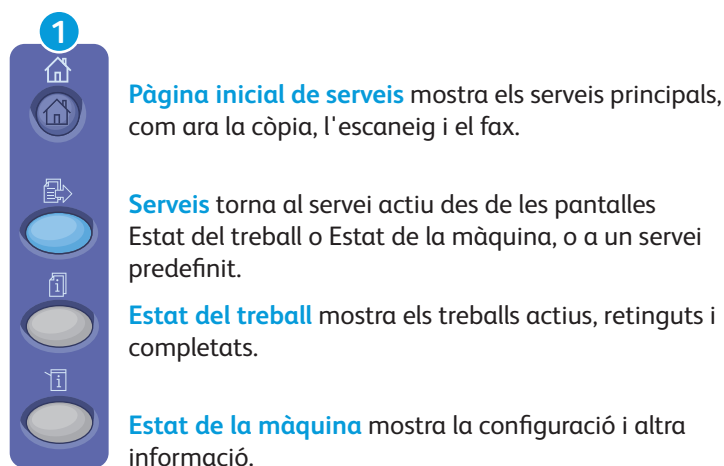 1
Pàgina inicial de serveis mostra els serveis principals,
com ara la còpia, l'escaneig i el fax.
Serveis torna al servei actiu des de les pantalles
Estat del treball o Estat de la màquina, o a un servei
predefinit.
Estat del treball mostra els treballs actius, retinguts i
completats.
Estat de la màquina mostra la configuració i altra
informació.